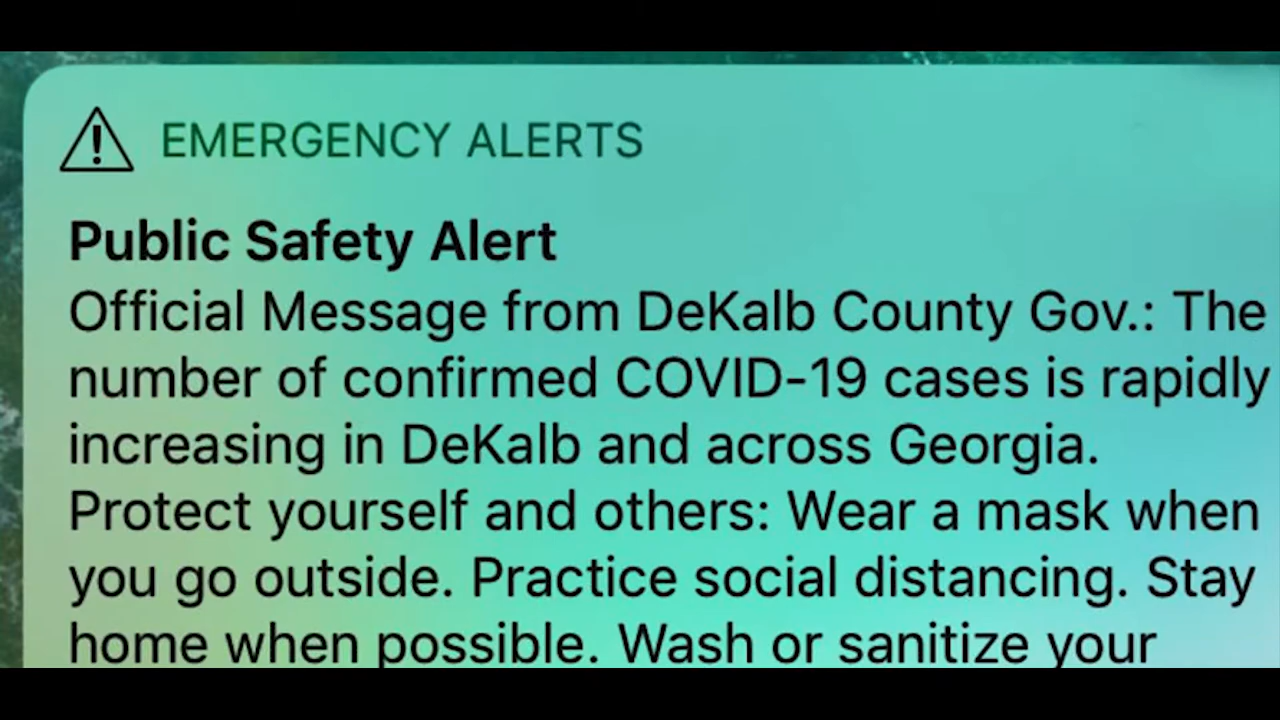 EMERGENCY ALERTS
Public Safety Alert
Official Message from DeKalb County Gov.: The
number of confirmed COVID-19 cases is rapidly
increasing in DeKalb and across Georgia.
Protect yourself and others: Wear a mask when
you go outside. Practice social distancing. Stay
home when possible. Wash or sanitize your